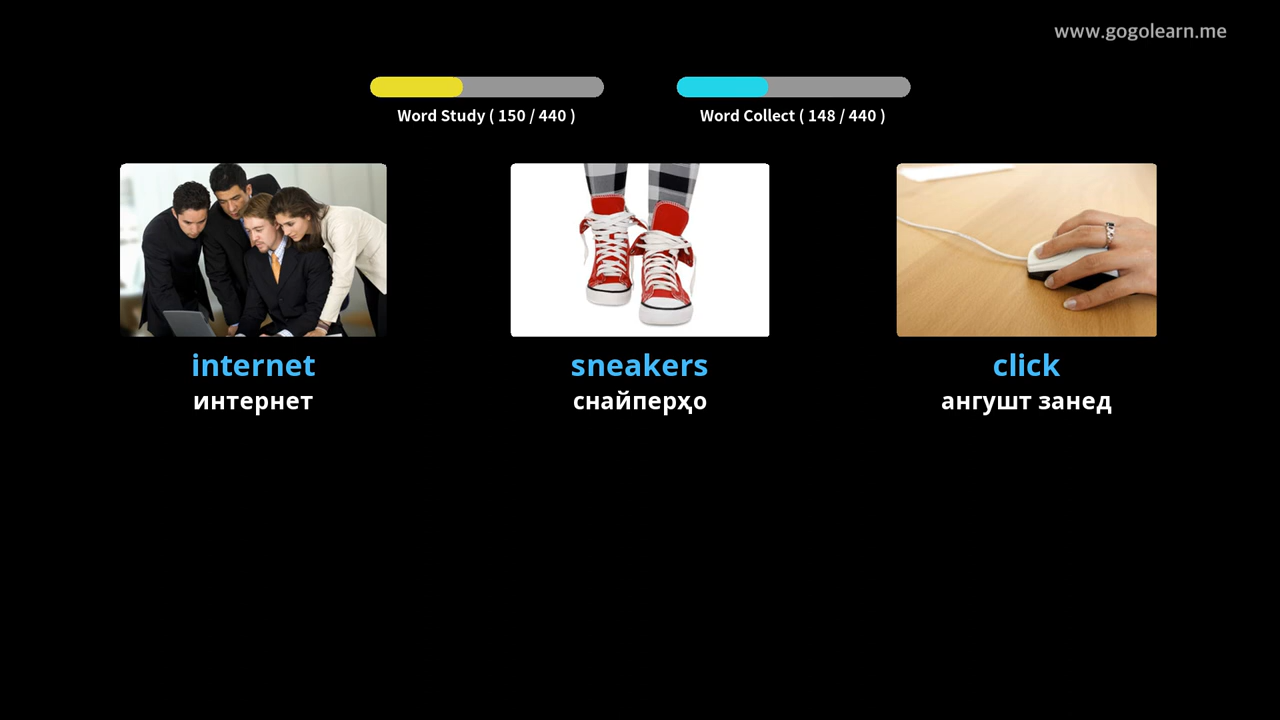 www.gogolearn.me
Word Study ( 150 / 440 )
Word Collect ( 148 / 440 )
internet
sneakers
click
интернет
снайперҳо
ангушт занед